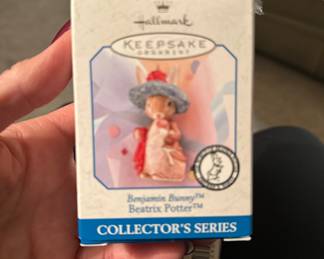 Hallmark
KEEPSAKE
ORNAMENT
Benjamin Bunny™
Beatrix Potter™
COLLECTOR'S SERIES